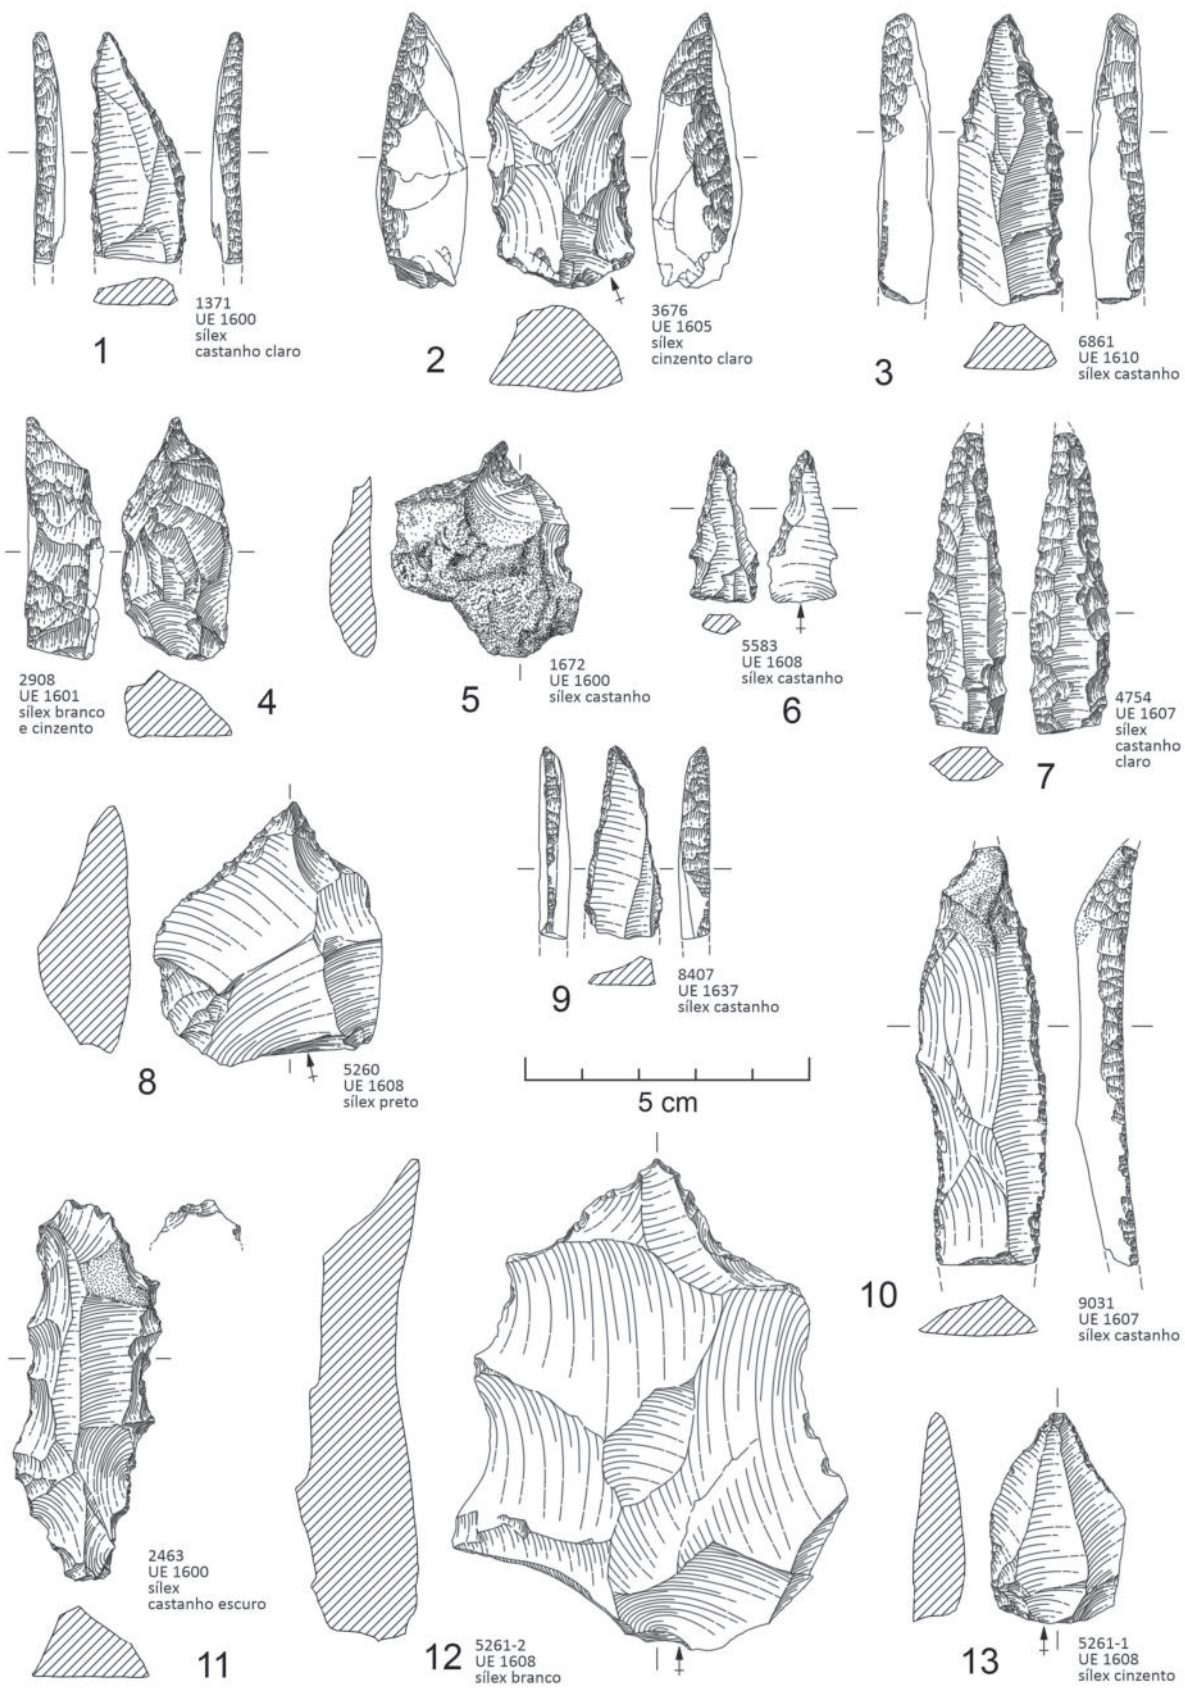 1371
UE 1600
sílex
castanho claro
1
3676
UE 1605
sílex
cinzento claro
2
6861
UE 1610
sílex castanho
3
2908
UE 1601
sílex branco
e cinzento
4
1672
UE 1600
sílex castanho
5
5583
UE 1608
sílex castanho
6
4754
UE 1607
sílex
castanho
claro
7
5260
UE 1608
sílex preto
8
8407
UE 1637
sílex castanho
9
5 cm
9031
UE 1607
sílex castanho
10
2463
UE 1600
sílex
castanho escuro
11
5261-2
UE 1608
sílex branco
12
5261-1
UE 1608
sílex cinzento
13